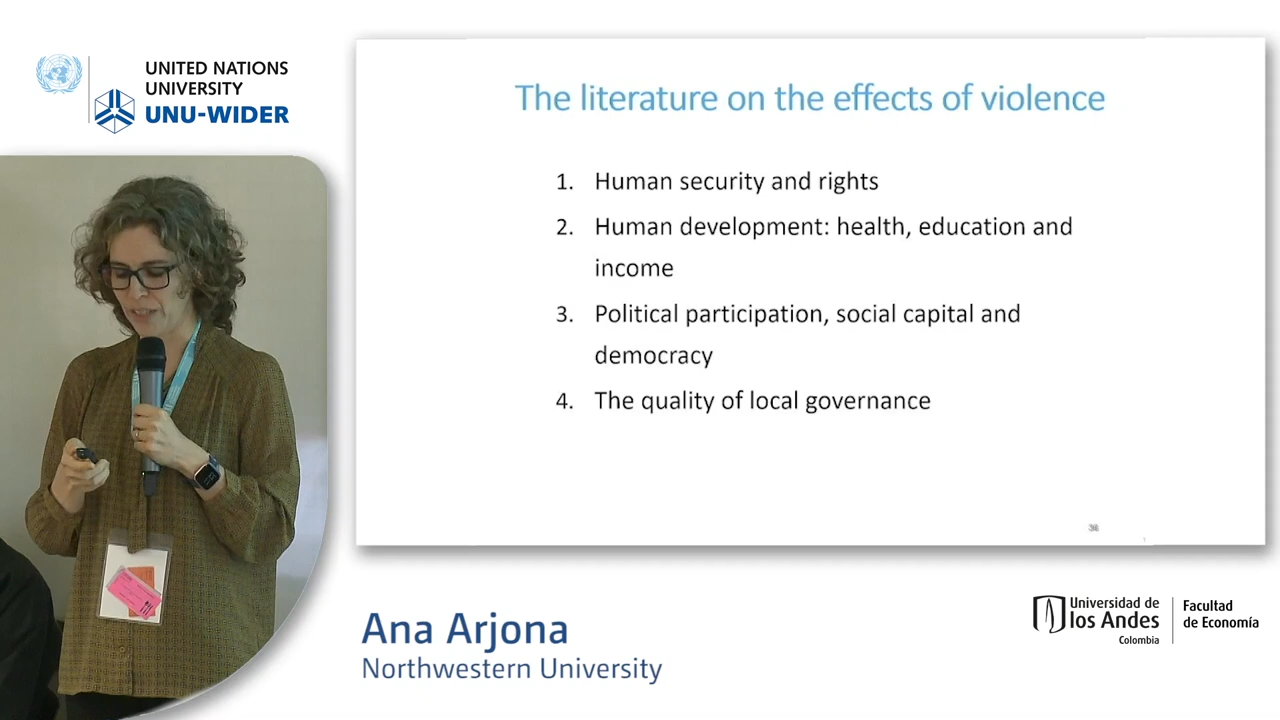 UNITED NATIONS
UNIVERSITY
UNU-WIDER
The literature on the effects of violence
1. Human security and rights
2. Human development: health, education and
income
3. Political participation, social capital and
democracy
4. The quality of local governance
36
Ana Arjona
Northwestern University
Universidad de
los Andes
Colombia
Facultad
de Economía